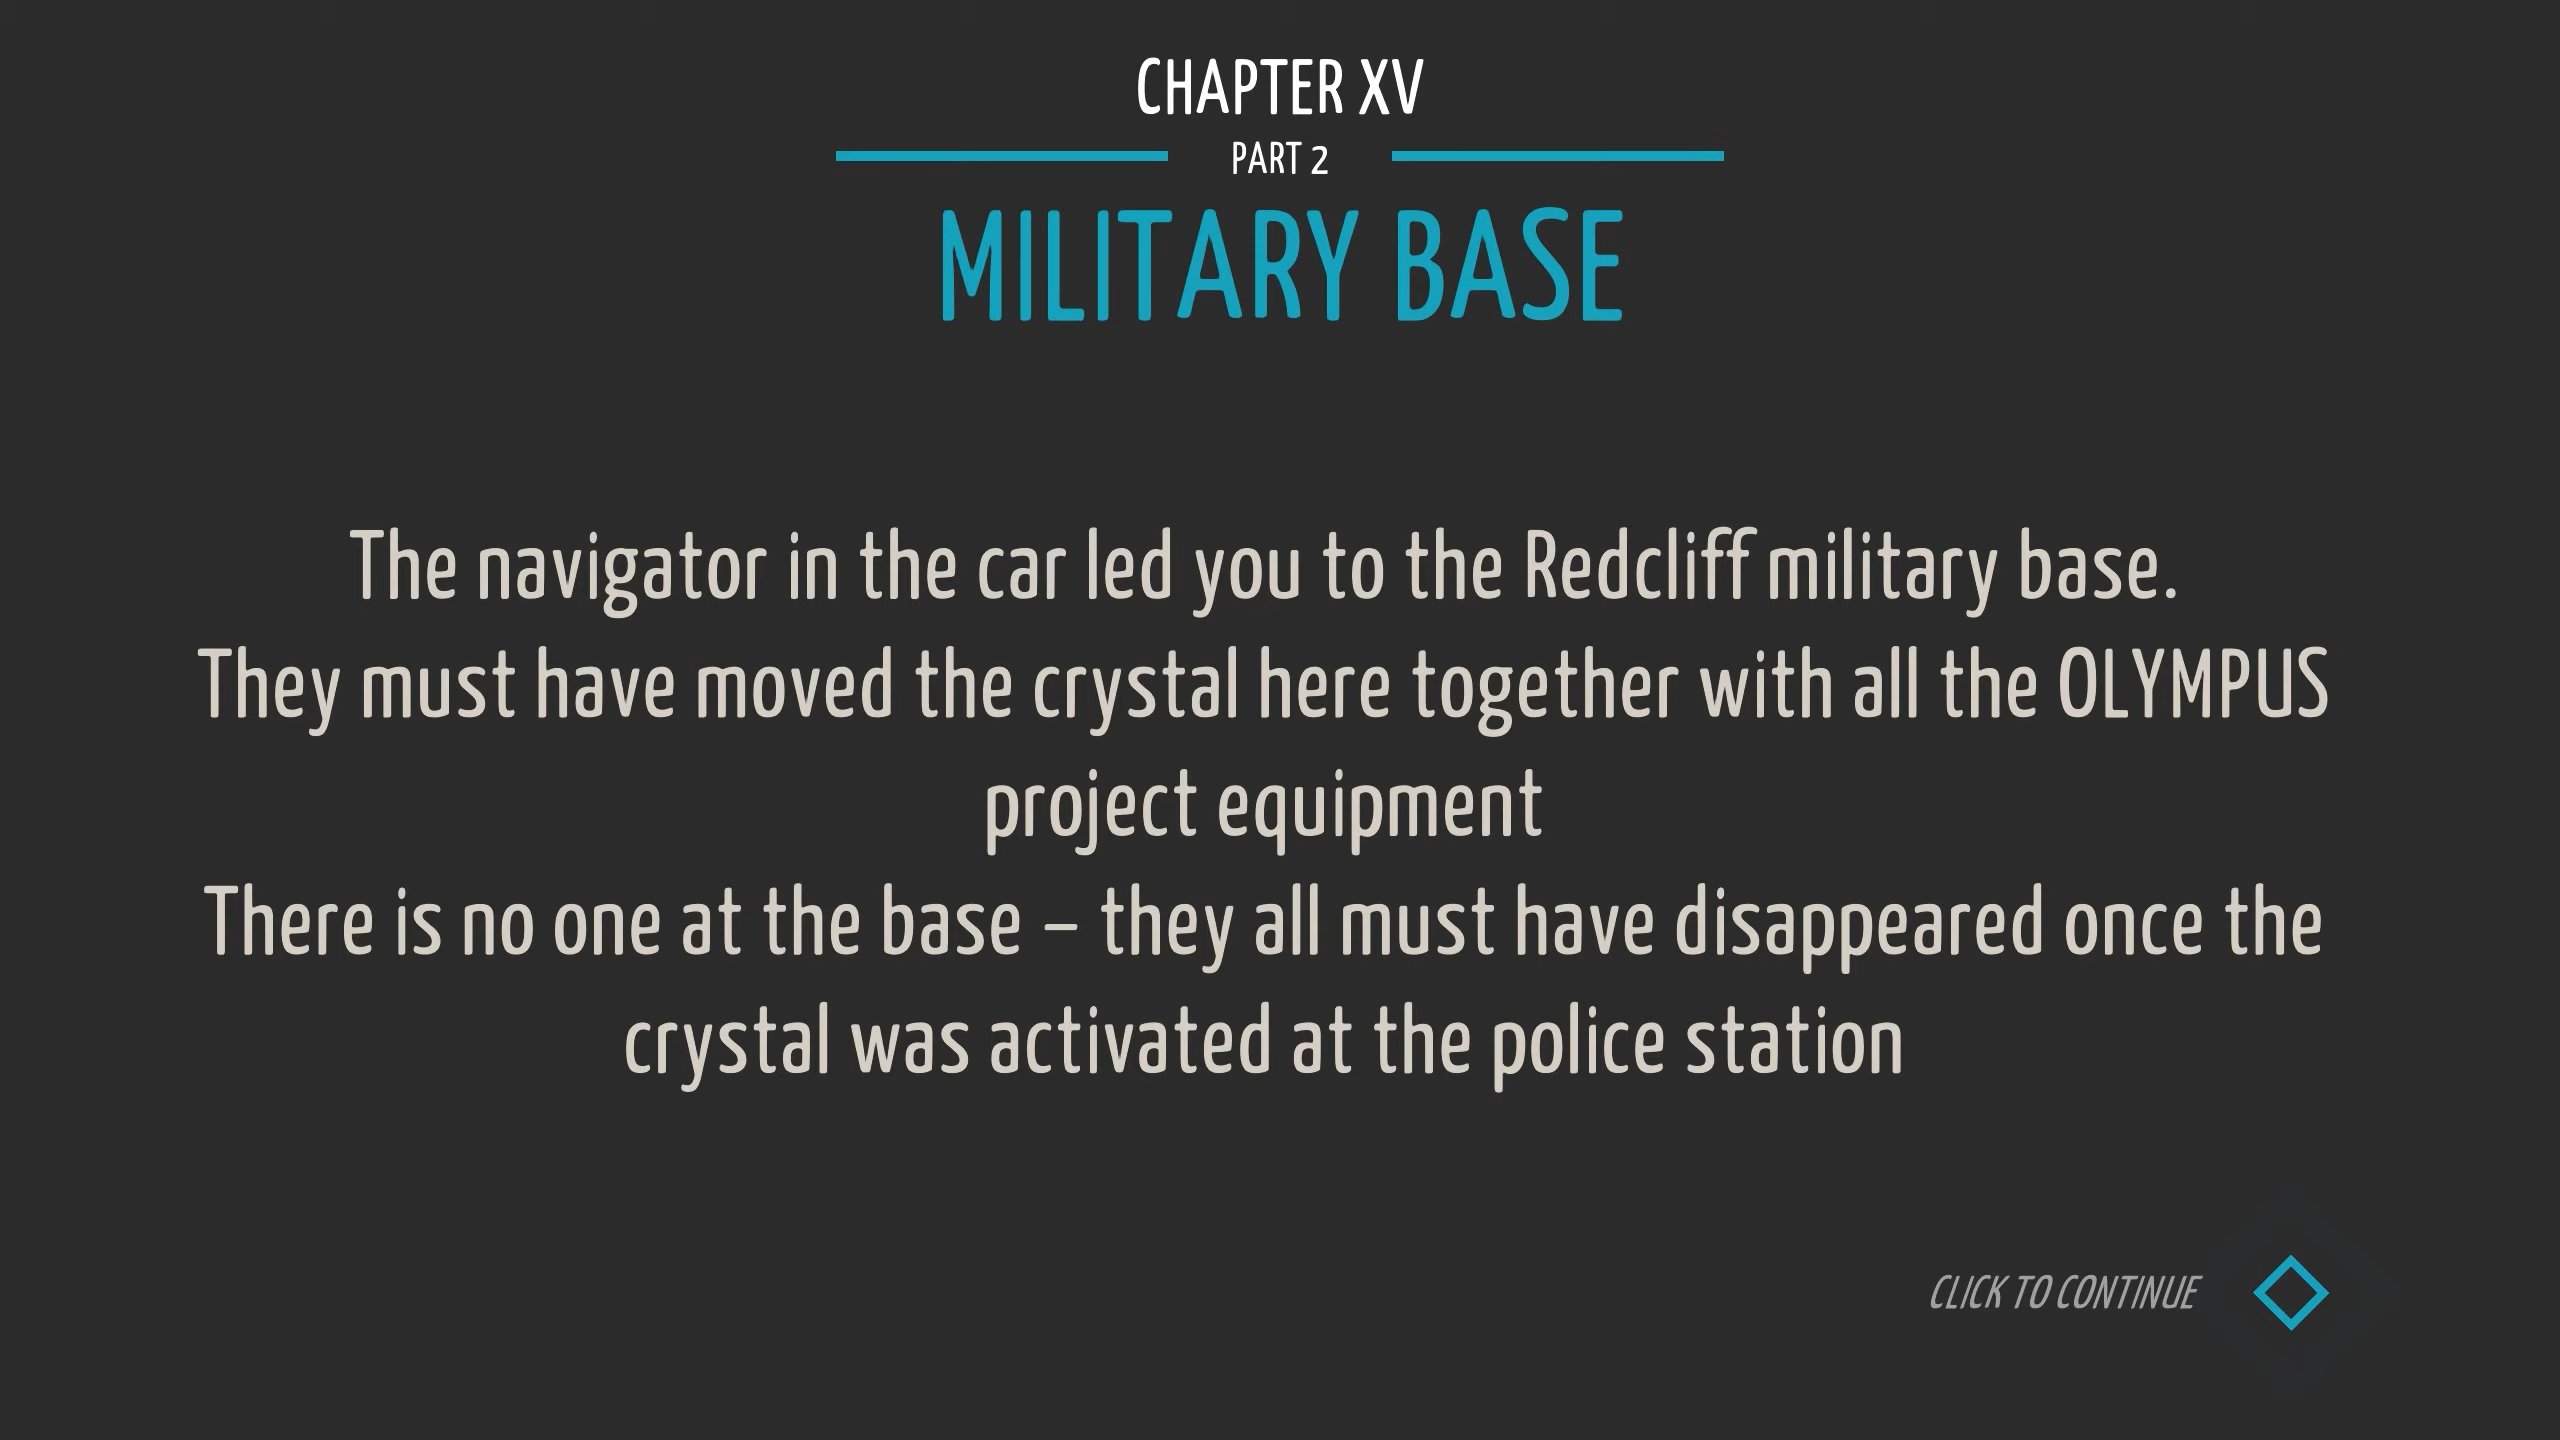 CHAPTER XV
PART 2
MILITARY BASE
The navigator in the car led you to the Redcliff military base.
They must have moved the crystal here together with all the OLYMPUS
project equipment
There is no one at the base – they all must have disappeared once the
crystal was activated at the police station
CLICK TO CONTINUE